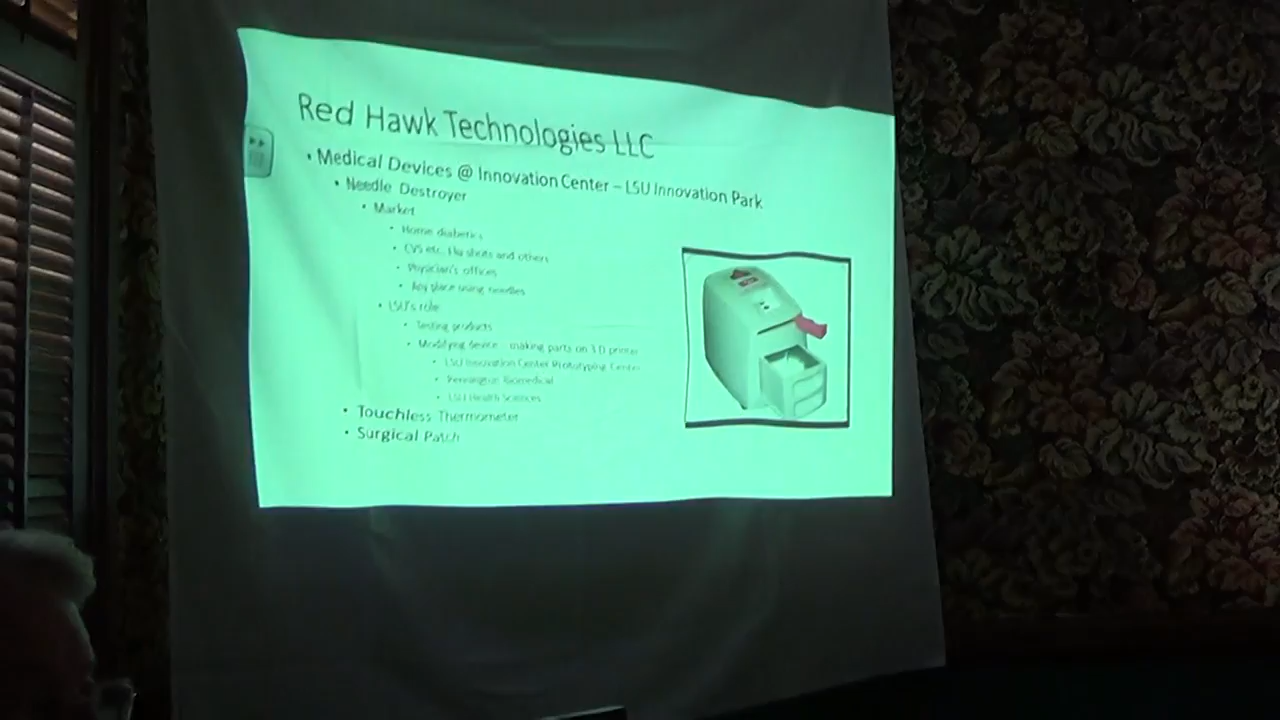 Red Hawk Technologies LLC
• Medical Devices @ Innovation Center – LSU Innovation Park
• Needle Destroyer
• Market
• Home diabetics
• CVS etc. Flu shots and others
• Physician's offices
• Any place using needles
• LSU's role
• Testing products
• Modifying device - making parts on 3 D printer
• LSU Innovation Center Prototyping Center
• Pennington Biomedical
• LSU Health Sciences
• Touchless Thermometer
• Surgical Patch